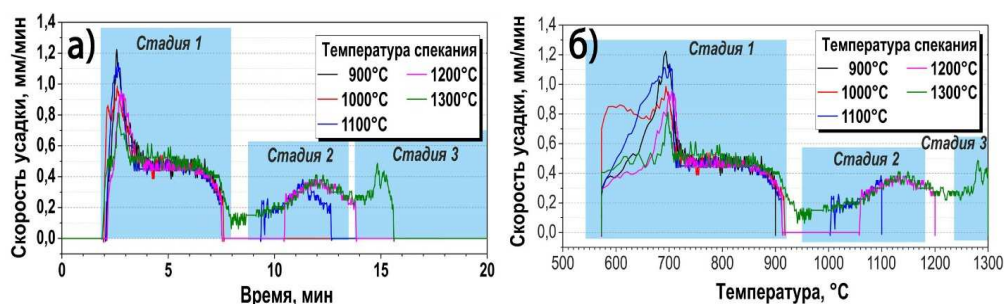 а)
Стадия 1
Температура спекания
900°C 1200°C
1000°C 1300°C
1100°C
Стадия 2
Стадия 3
Скорость усадки, мм/мин
1,4
1,2
1,0
0,8
0,6
0,4
0,2
0,0
0 5 10 15 20
Время, мин
б)
Стадия 1
Температура спекания
900°C 1200°C
1000°C 1300°C
1100°C
Стадия 3
Стадия 2
Скорость усадки, мм/мин
1,4
1,2
1,0
0,8
0,6
0,4
0,2
0,0
500 600 700 800 900 1000 1100 1200 1300
Температура, °C